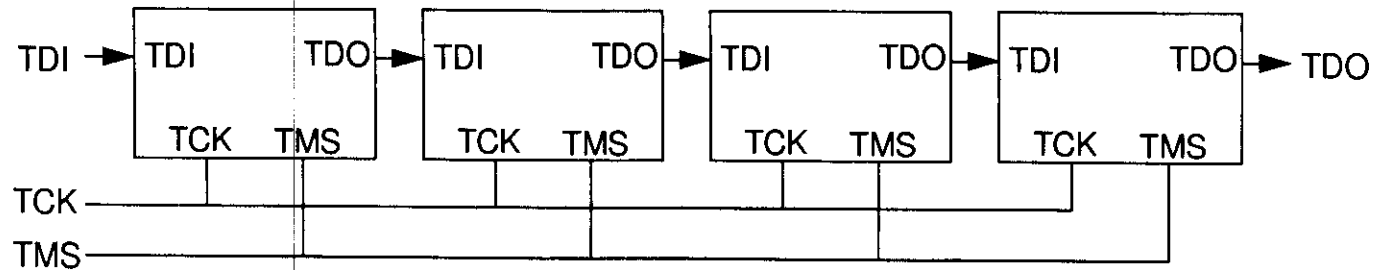 TDI TDI TDO TDI TDO TDI TDO TDI TDO TDO
TCK TMS TCK TMS TCK TMS TCK TMS
TCK
TMS